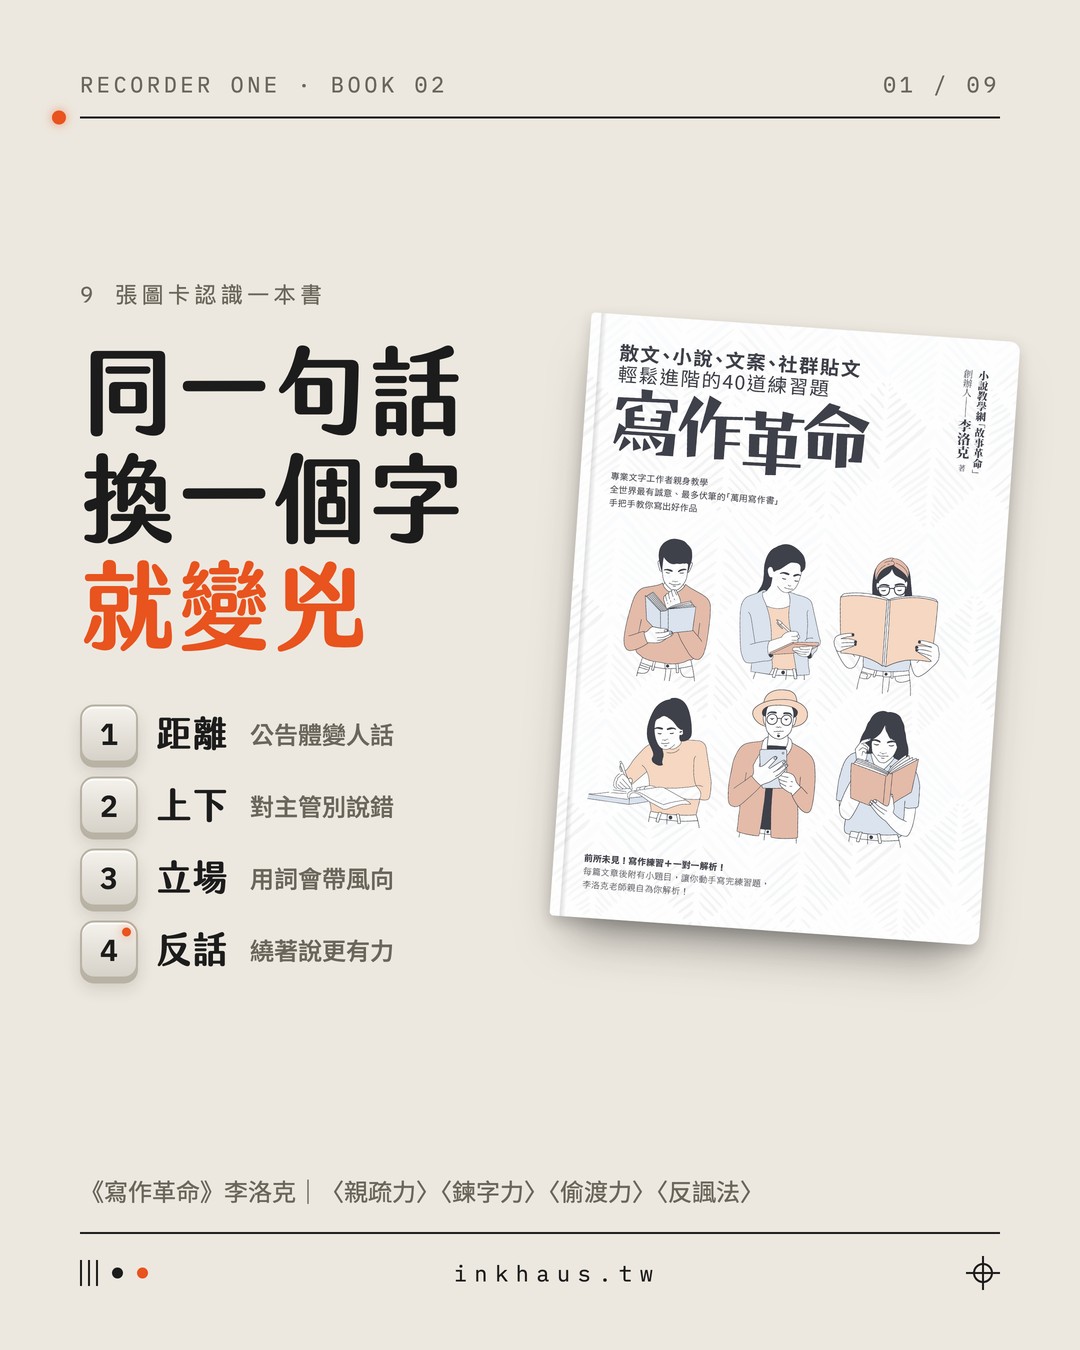 RECORDER ONE · BOOK 02
01 / 09
9 張圖卡認識一本書
同一句話
換一個字
就變兇
1 距離 公告體變人話
2 上下 對主管別說錯
3 立場 用詞會帶風向
4 反話 繞著說更有力
散文、小說、文案、社群貼文
輕鬆進階的40道練習題
寫作革命
小說教學網「故事革命」
創辦人——李洛克 著
專業文字工作者親身教學
全世界最有誠意、最多伏筆的「萬用寫作書」
手把手教你寫出好作品
前所未見！寫作練習＋一對一解析！
每篇文章後附有小題目，讓你動手寫完練習題，
李洛克老師親自為你解析！
《寫作革命》李洛克｜〈親疏力〉〈鍊字力〉〈偷渡力〉〈反諷法〉
inkhaus.tw